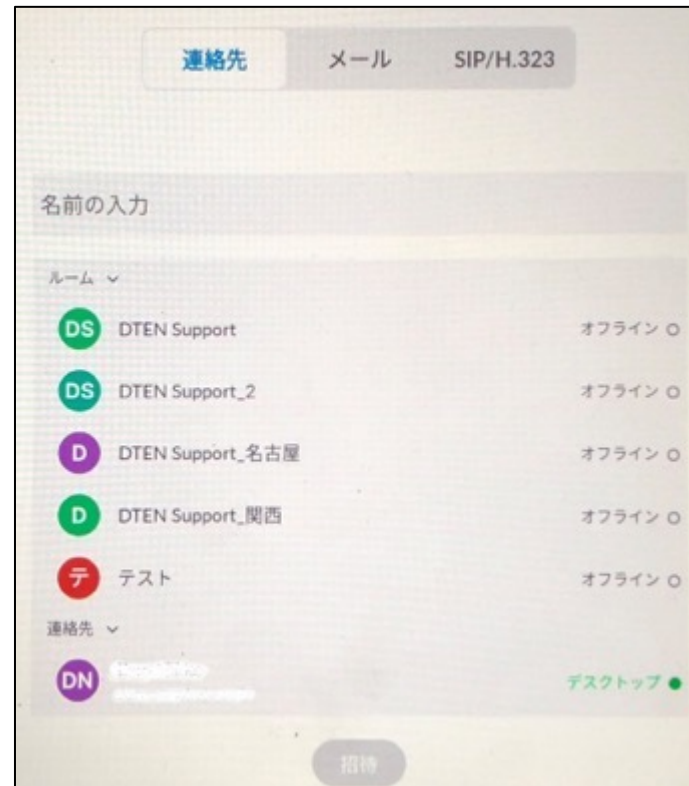 連絡先 メール SIP/H.323
名前の入力
ルーム
DS DTEN Support オフライン
DS DTEN Support_2 オフライン
D DTEN Support_名古屋 オフライン
D DTEN Support_関西 オフライン
テ テスト オフライン
連絡先
DN デスクトップ
招待